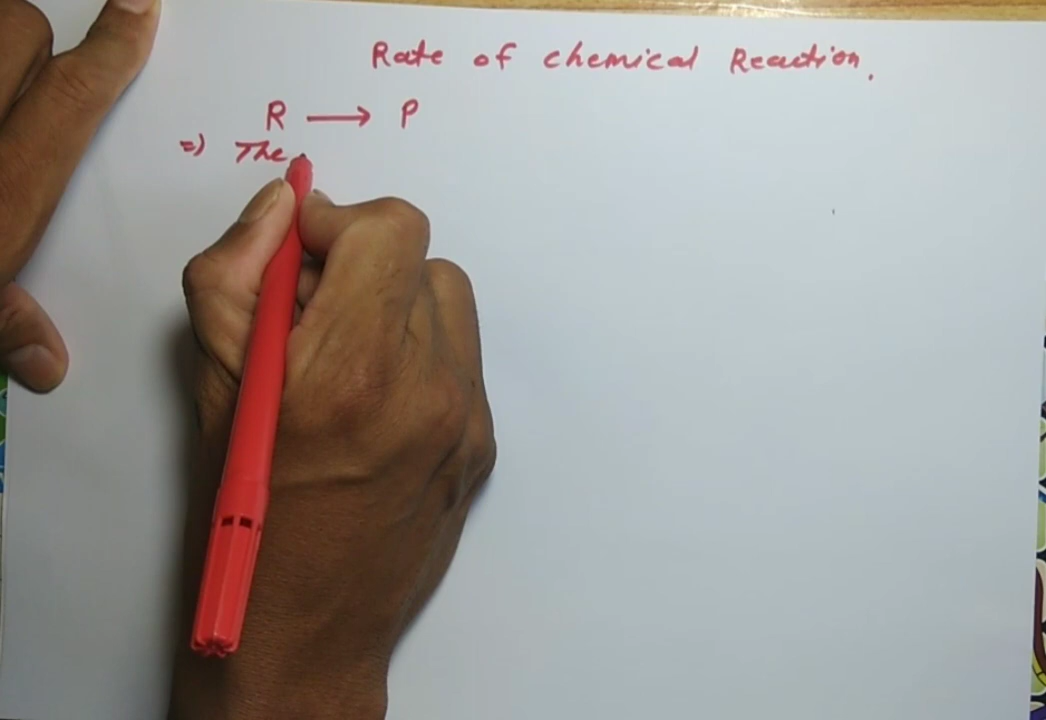 Rate of chemical Reaction.
R ⟶ P
=) The